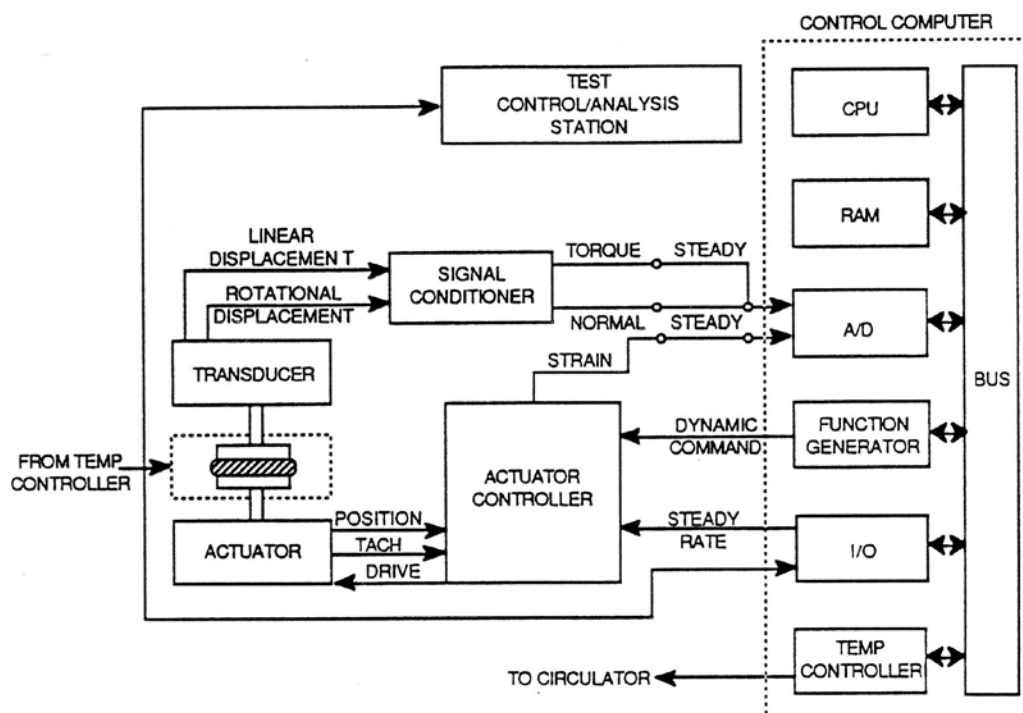 CONTROL COMPUTER
TEST
CONTROL/ANALYSIS
STATION
CPU
RAM
LINEAR
DISPLACEMEN T
ROTATIONAL
DISPLACEMENT
SIGNAL
CONDITIONER
TORQUE
STEADY
NORMAL
STEADY
A/D
BUS
STRAIN
TRANSDUCER
FROM TEMP
CONTROLLER
ACTUATOR
CONTROLLER
DYNAMIC
COMMAND
FUNCTION
GENERATOR
ACTUATOR
POSITION
TACH
DRIVE
STEADY
RATE
I/O
TO CIRCULATOR
TEMP
CONTROLLER